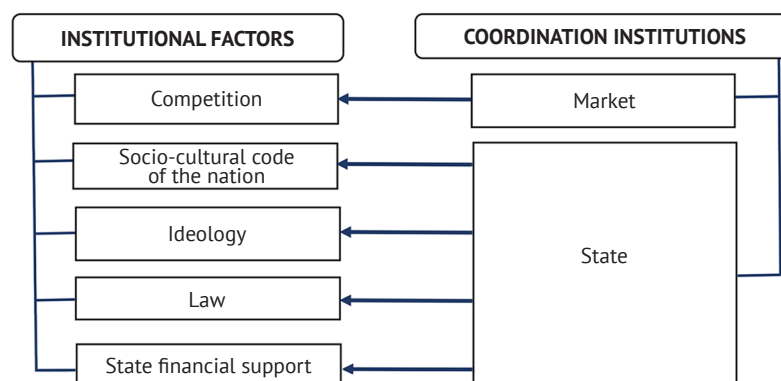 INSTITUTIONAL FACTORS
COORDINATION INSTITUTIONS
Competition
Market
Socio-cultural code
of the nation
Ideology
State
Law
State financial support